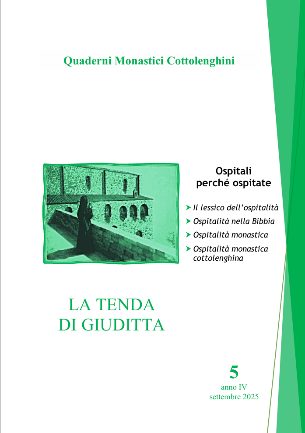 Quaderni Monastici Cottolenghini
Ospitali
perché ospitate
Il lessico dell'ospitalità
Ospitalità nella Bibbia
Ospitalità monastica
Ospitalità monastica
cottolenghina
LA TENDA
DI GIUDITTA
5
anno IV
settembre 2025